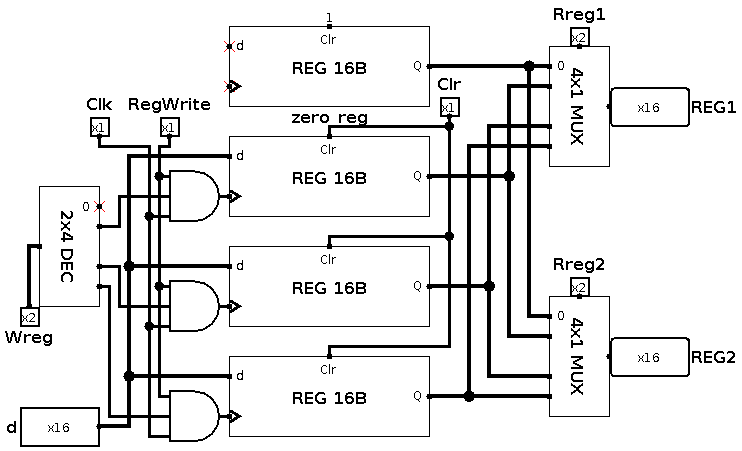 1
Rreg1
x2
d
Clr
REG 16B
Q
0
4x1 MUX
x16
REG1
Clk
RegWrite
zero reg
Clr
x1
x1
x1
d
Clr
REG 16B
Q
0
2x4 DEC
d
Clr
REG 16B
Q
Rreg2
x2
x2
Wreg
0
4x1 MUX
x16
REG2
d
Clr
REG 16B
Q
d
x16